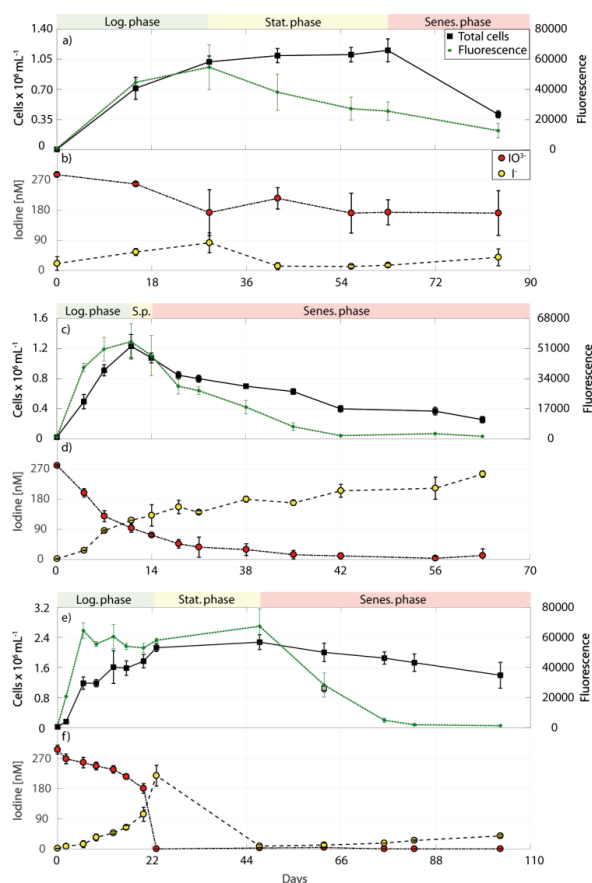 Log. phase Stat. phase Senes. phase
a)
Total cells
Fluorescence
1.40 1.05 0.70 0.35 0
Cells x 10⁶ mL⁻¹
80000 60000 40000 20000 0
Fluorescence
b)
IO³⁻
I⁻
270 180 90 0
Iodine [nM]
0 18 36 54 72 90
Log. phase S.p. Senes. phase
c)
1.6 1.2 0.8 0.4 0
Cells x 10⁶ mL⁻¹
68000 51000 34000 17000 0
Fluorescence
d)
270 180 90 0
Iodine [nM]
0 14 28 42 56 70
Log. phase Stat. phase Senes. phase
e)
3.2 2.4 1.6 0.8 0
Cells x 10⁶ mL⁻¹
80000 60000 40000 20000 0
Fluorescence
f)
270 180 90 0
Iodine [nM]
0 22 44 66 88 110
Days